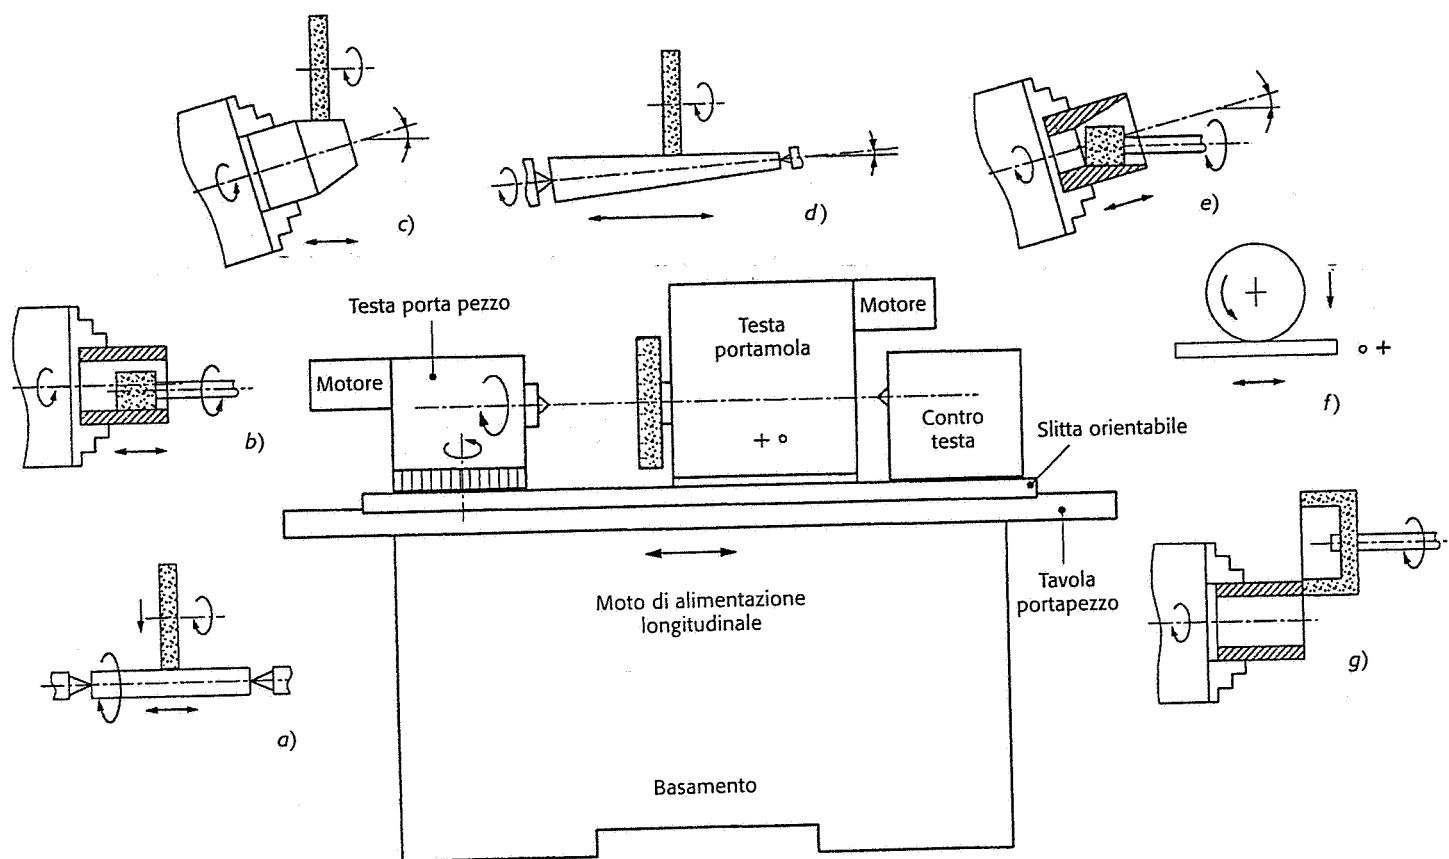 c)
d)
e)
Testa porta pezzo
Motore
Testa
portamola
Motore
Motore
Contro
testa
Slitta orientabile
f)
b)
Moto di alimentazione
longitudinale
Tavola
portapezzo
g)
a)
Basamento